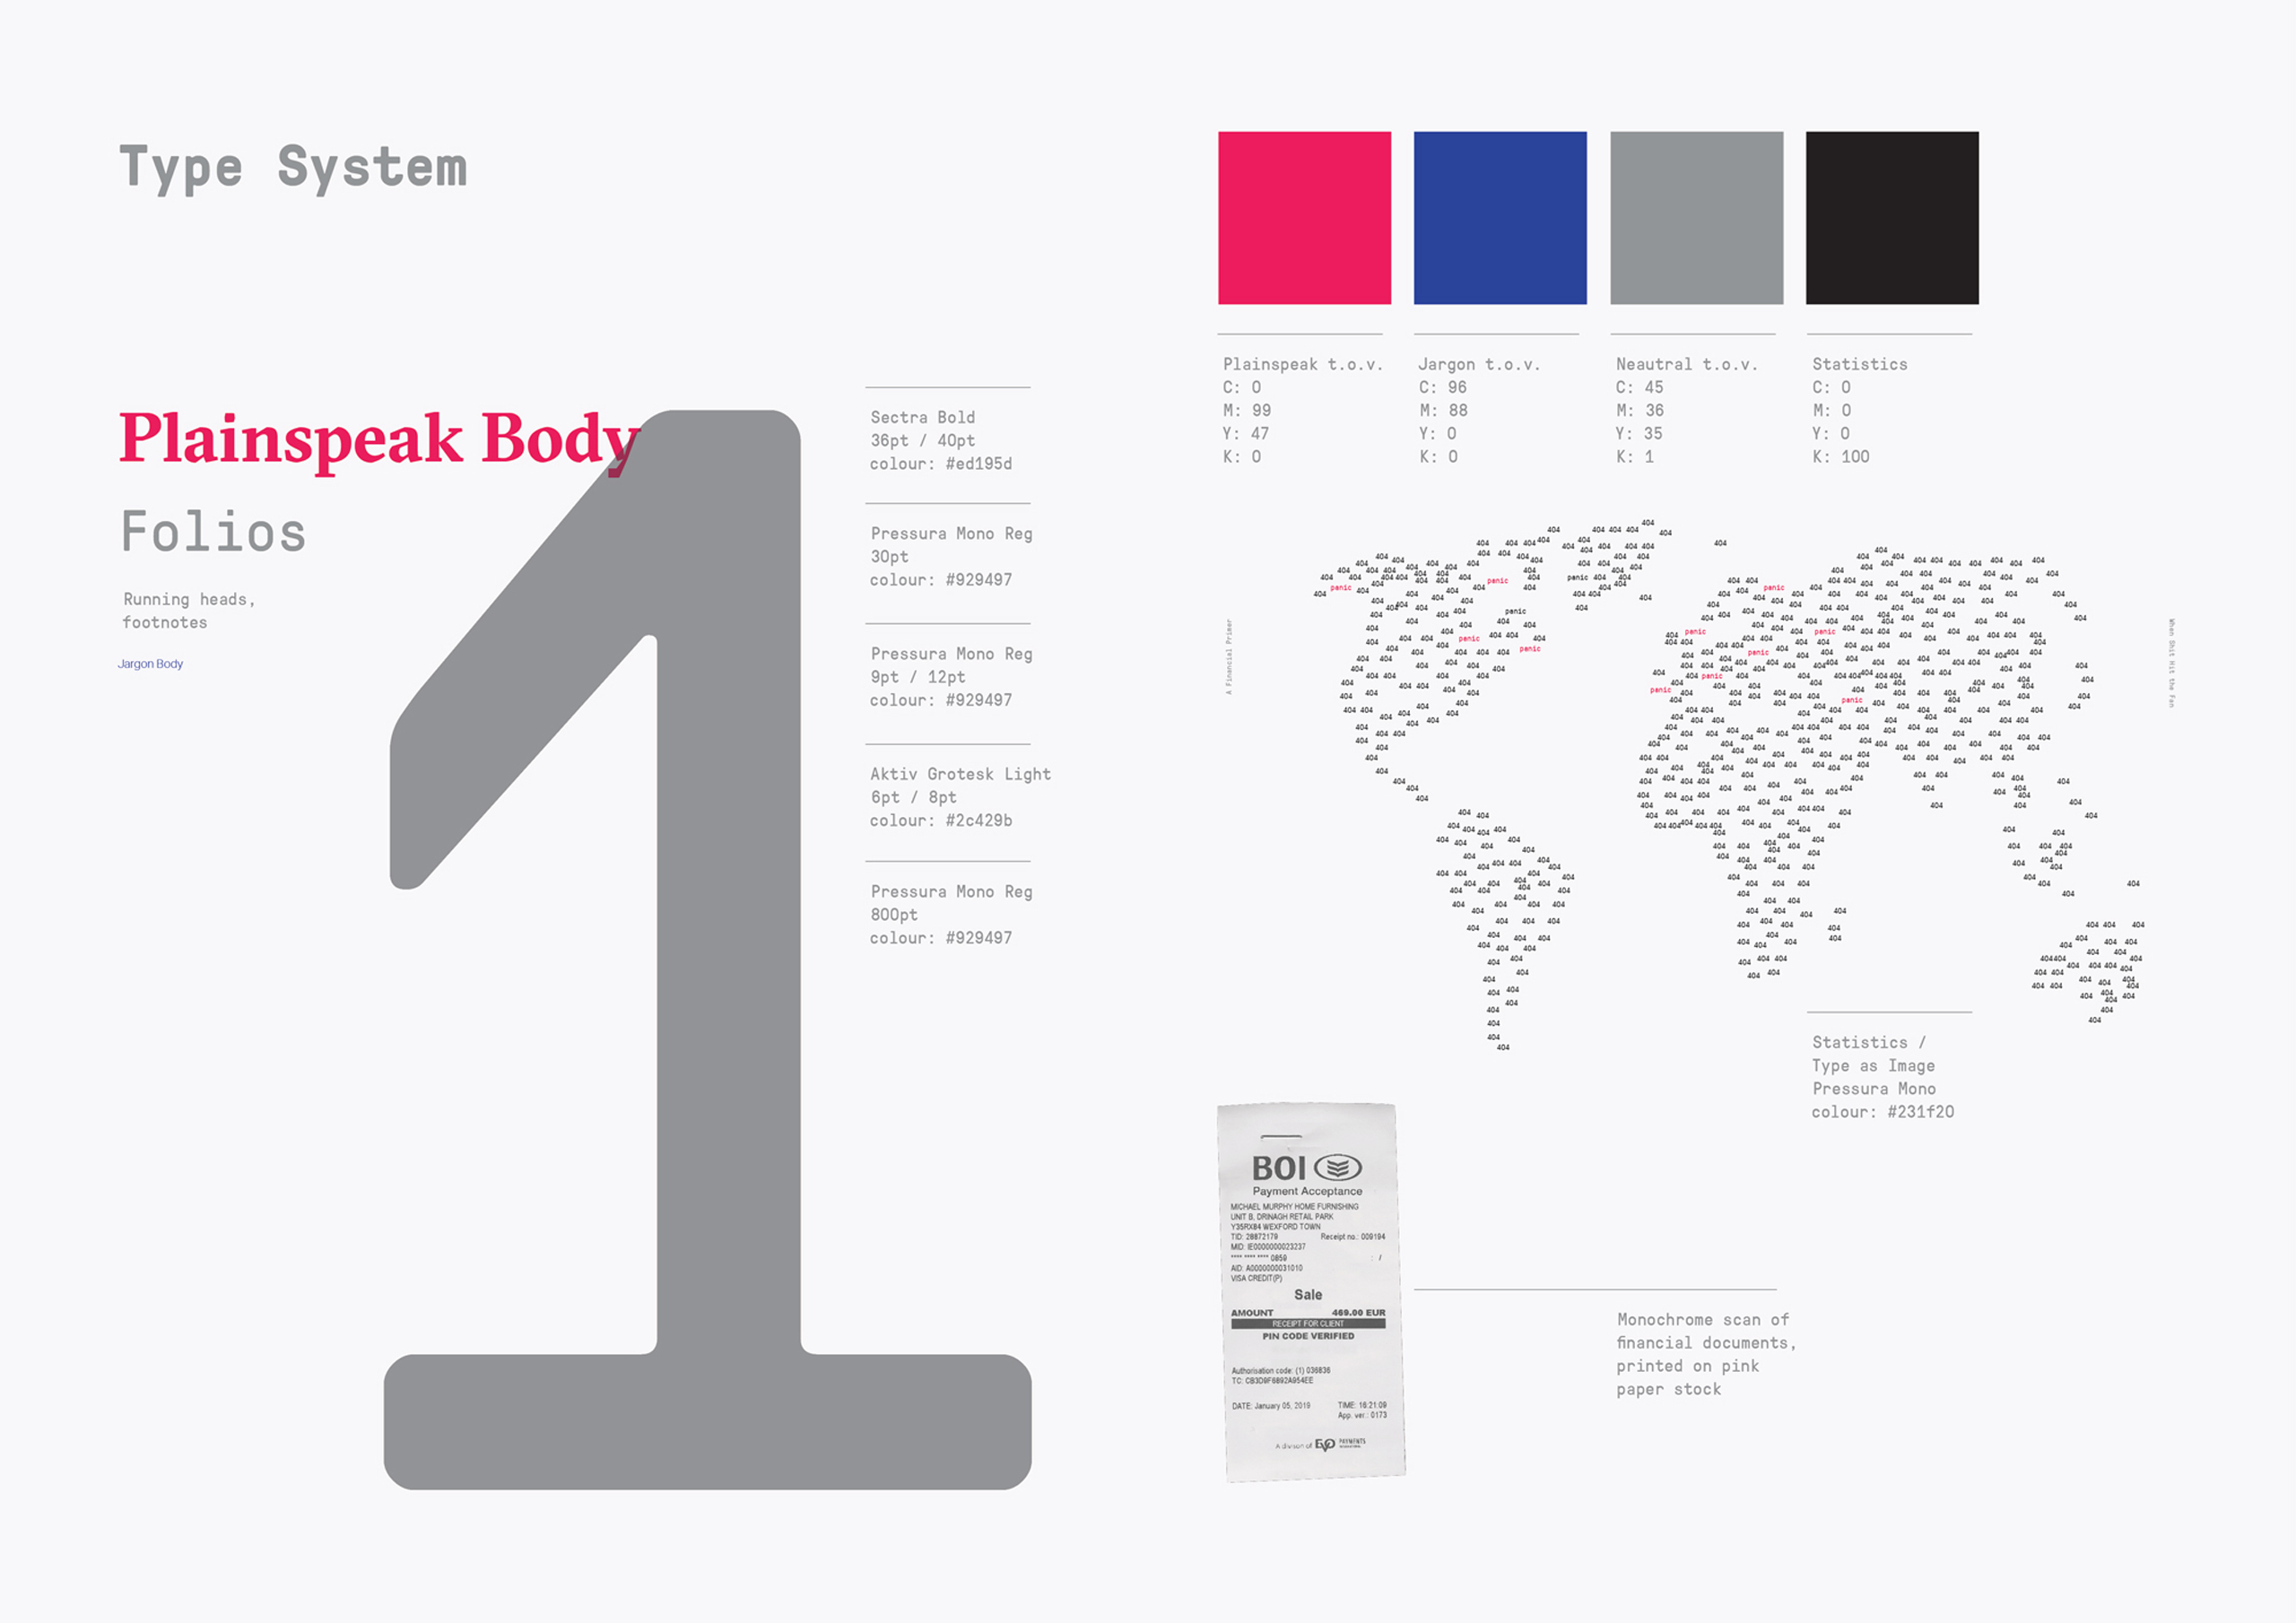 Type System
Plainspeak Body
Folios
Running heads,
footnotes
Jargon Body
1
Sectra Bold
36pt / 40pt
colour: #ed195d
Pressura Mono Reg
30pt
colour: #929497
Pressura Mono Reg
9pt / 12pt
colour: #929497
Aktiv Grotesk Light
6pt / 8pt
colour: #2c429b
Pressura Mono Reg
800pt
colour: #929497
Plainspeak t.o.v.
C: 0
M: 99
Y: 47
K: 0
Jargon t.o.v.
C: 96
M: 88
Y: 0
K: 0
Neautral t.o.v.
C: 45
M: 36
Y: 35
K: 1
Statistics
C: 0
M: 0
Y: 0
K: 100
A Financial Primer
404
panic
When Shit Hit the Fan
Statistics /
Type as Image
Pressura Mono
colour: #231f20
BOI
Payment Acceptance
MICHAEL MURPHY HOME FURNISHING
UNIT B, DRINAGH RETAIL PARK
Y35RX84 WEXFORD TOWN
TID: 28872179 Receipt no.: 009194
MID: IE0000000023237
**** **** **** 0859 : /
AID: A0000000031010
VISA CREDIT(P)
Sale
AMOUNT 469.00 EUR
RECEIPT FOR CLIENT
PIN CODE VERIFIED
Authorisation code: (1) 036836
TC: CB3D9F6892A954EE
DATE: January 05, 2019 TIME: 16:21:09
App. ver.: 0173
A division of EVO PAYMENTS
Monochrome scan of
financial documents,
printed on pink
paper stock